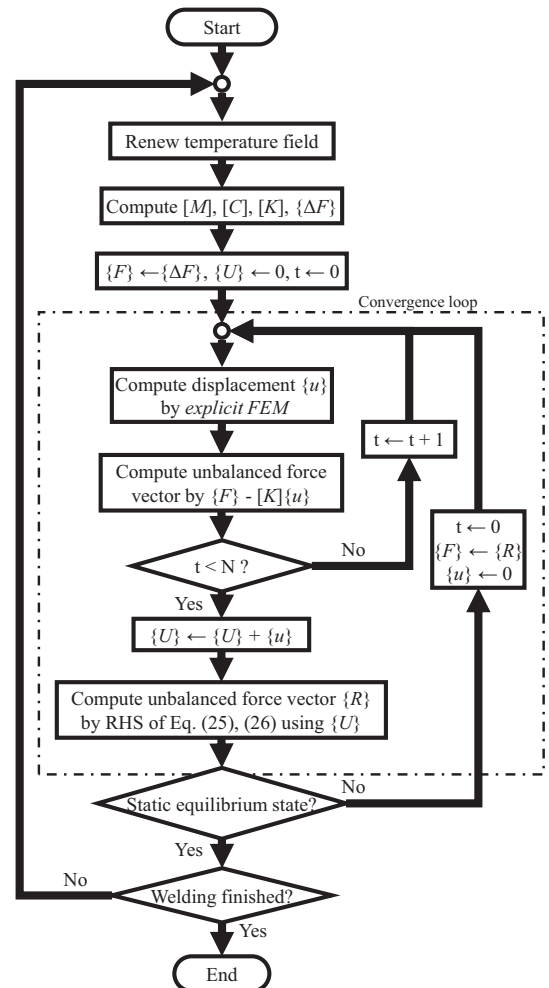 Start
Renew temperature field
Compute [M], [C], [K], {ΔF}
{F} ←{ΔF}, {U} ← 0, t ← 0
Convergence loop
Compute displacement {u}
by explicit FEM
t ← t + 1
Compute unbalanced force
vector by {F} - [K]{u}
t ← 0
{F} ← {R}
{u} ← 0
t < N ?
No
Yes
{U} ← {U} + {u}
Compute unbalanced force vector {R}
by RHS of Eq. (25), (26) using {U}
Static equilibrium state?
No
Yes
Welding finished?
No
Yes
End